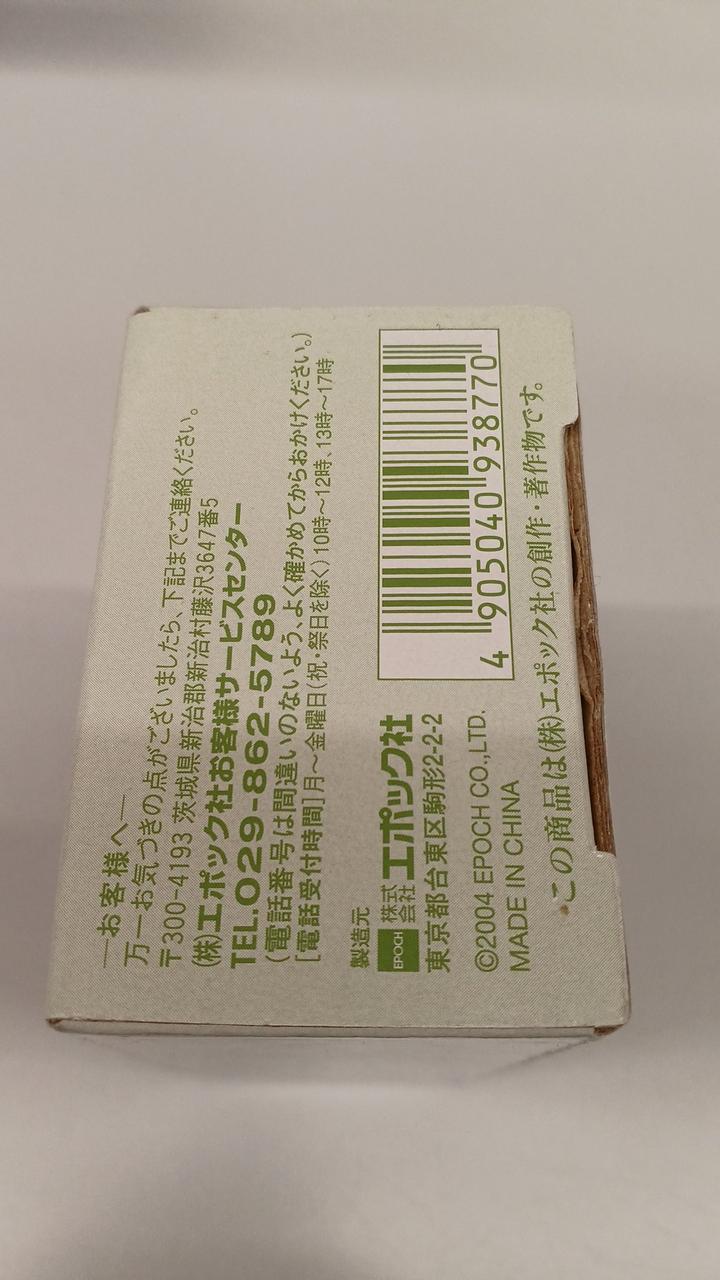 ―お客様へ―
万一お気づきの点がございましたら、下記までご連絡ください。
〒300-4193 茨城県新治郡新治村藤沢3647番5
(株)エポック社お客様サービスセンター
TEL.029-862-5789
(電話番号は間違いのないよう、よく確かめてからおかけください。)
[電話受付時間]月〜金曜日(祝・祭日を除く)10時〜12時、13時〜17時
製造元
EPOCH 株式会社 エポック社
東京都台東区駒形2-2-2
©2004 EPOCH CO.,LTD.
MADE IN CHINA
4 905040 938770
この商品は(株)エポック社の創作・著作物です。